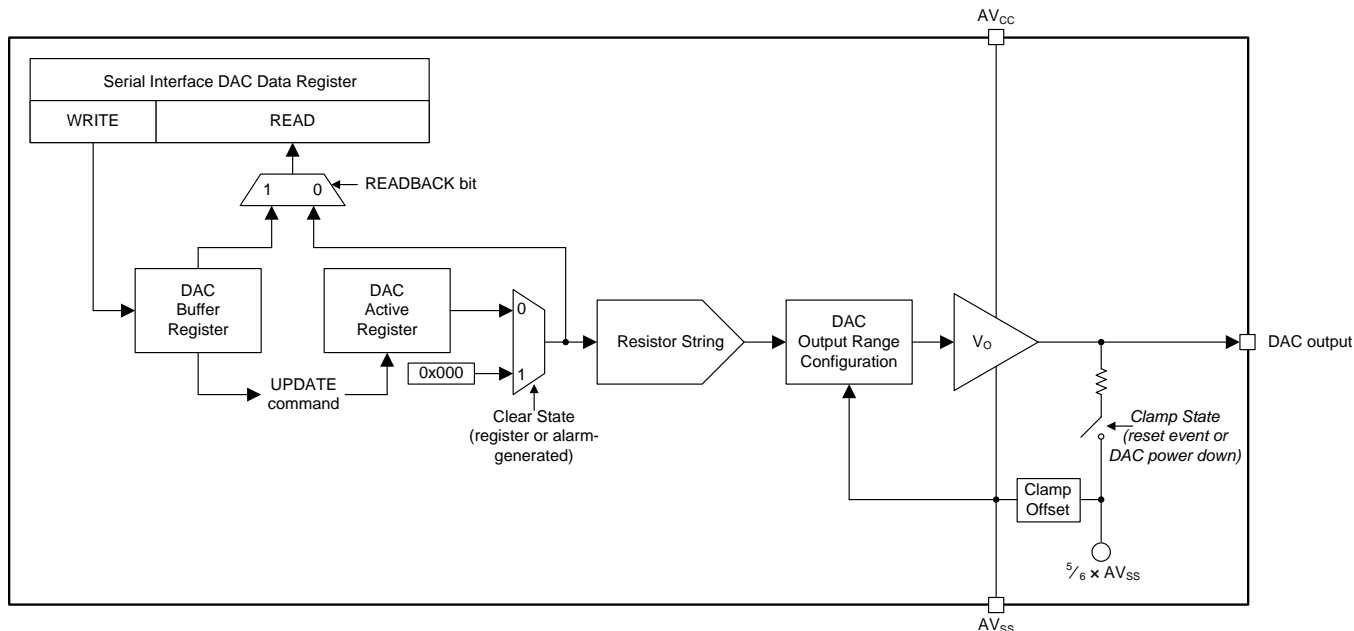 AVCC
Serial Interface DAC Data Register
WRITE
READ
1
0
READBACK bit
DAC
Buffer
Register
DAC
Active
Register
0
1
0x000
UPDATE
command
Clear State
(register or alarm-
generated)
Resistor String
DAC
Output Range
Configuration
VO
DAC output
Clamp State
(reset event or
DAC power down)
Clamp
Offset
5/6 × AVSS
AVSS